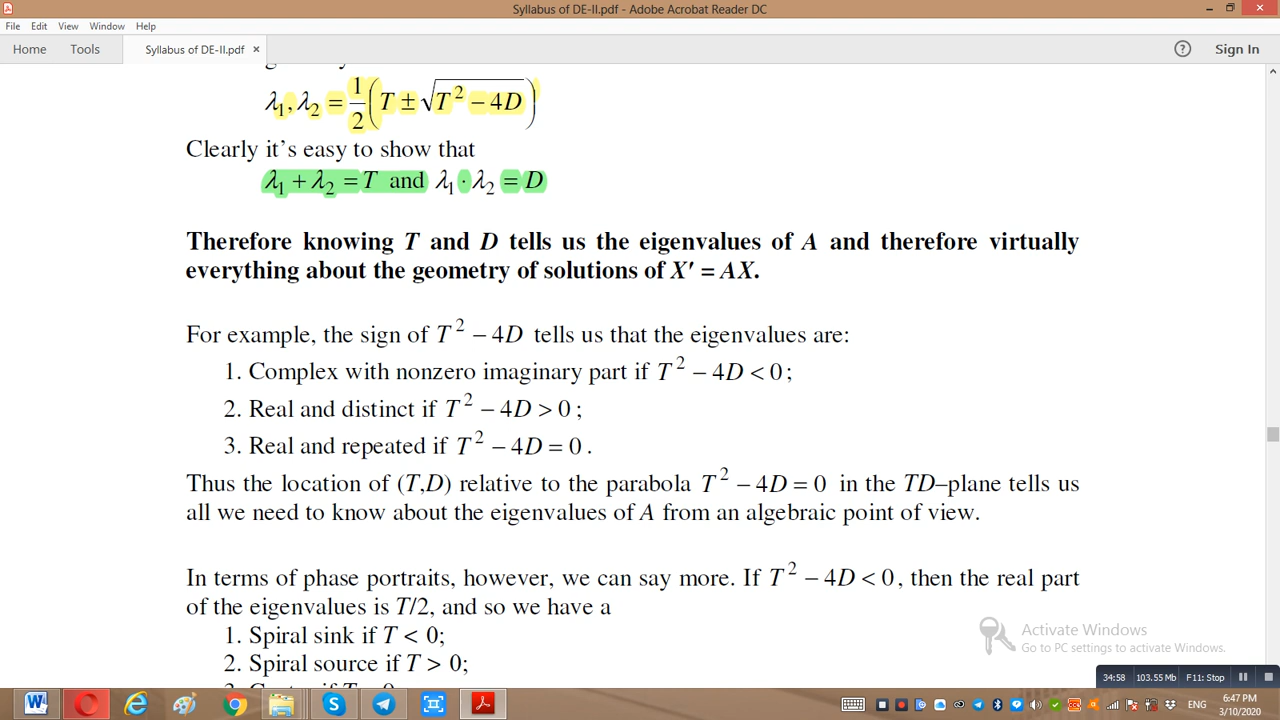 Syllabus of DE-II.pdf - Adobe Acrobat Reader DC
File Edit View Window Help
Home Tools Syllabus of DE-II.pdf × ? Sign In
λ₁, λ₂ = 1/2 (T ± √(T² − 4D))
Clearly it's easy to show that
λ₁ + λ₂ = T and λ₁ · λ₂ = D
Therefore knowing T and D tells us the eigenvalues of A and therefore virtually
everything about the geometry of solutions of X′ = AX.
For example, the sign of T² − 4D tells us that the eigenvalues are:
1. Complex with nonzero imaginary part if T² − 4D < 0;
2. Real and distinct if T² − 4D > 0;
3. Real and repeated if T² − 4D = 0.
Thus the location of (T,D) relative to the parabola T² − 4D = 0 in the TD–plane tells us
all we need to know about the eigenvalues of A from an algebraic point of view.
In terms of phase portraits, however, we can say more. If T² − 4D < 0, then the real part
of the eigenvalues is T/2, and so we have a
1. Spiral sink if T < 0;
2. Spiral source if T > 0;
Activate Windows
Go to PC settings to activate Windows.
34:58 103.55 Mb F11: Stop
ENG
6:47 PM
3/10/2020